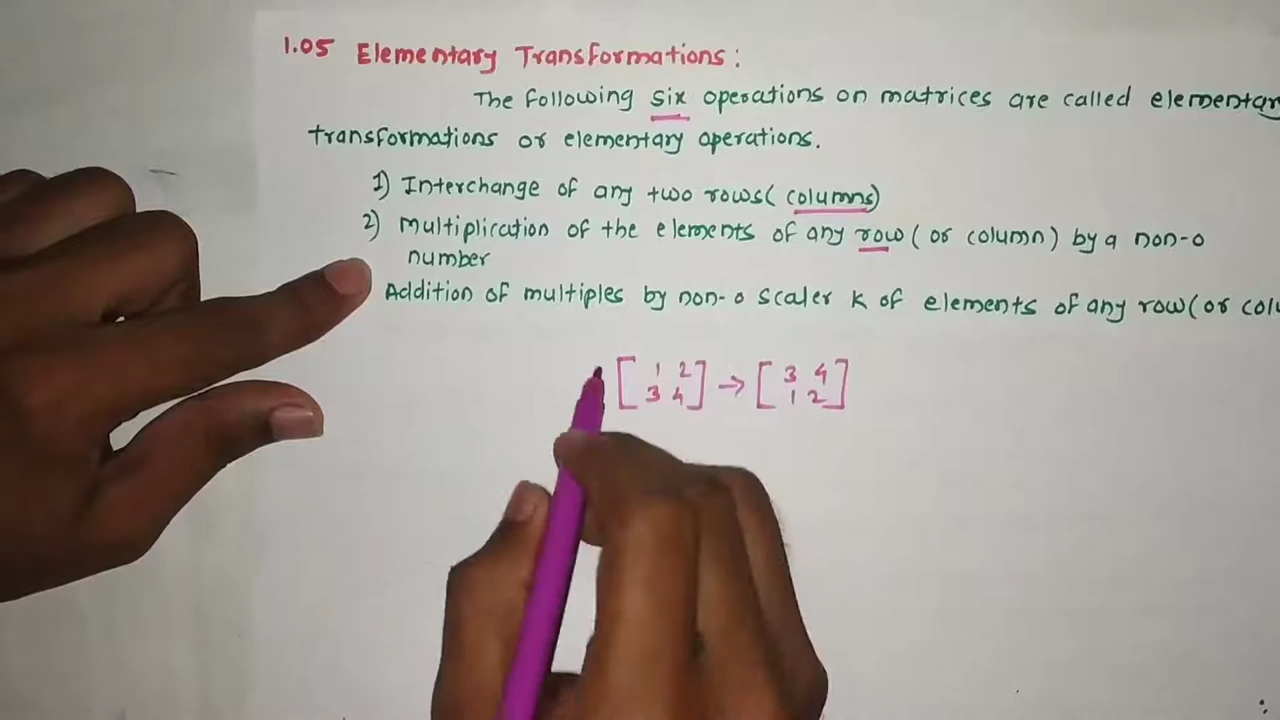 1.05 Elementary Transformations:
The following six operations on matrices are called elementary
transformations or elementary operations.
1) Interchange of any two rows( columns)
2) Multiplication of the elements of any row ( or column ) by a non-0
number
Addition of multiples by non-0 scaler k of elements of any row( or colu
[ 1 2 ] → [ 3 4 ]
[ 3 4 ] [ 1 2 ]